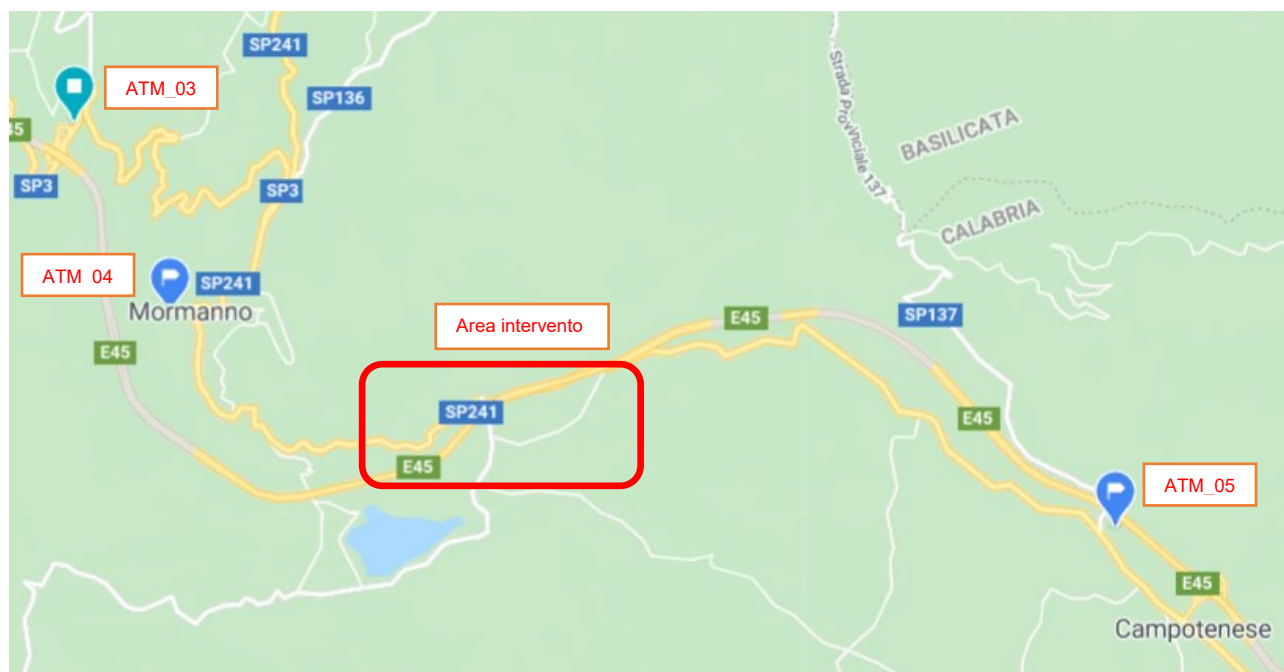 SP241
ATM_03
SP136
45
SP3
SP3
Strada Provinciale 137
BASILICATA
CALABRIA
ATM_04
SP241
Mormanno
E45
Area intervento
E45
SP137
SP241
E45
E45
ATM_05
E45
Campotenese